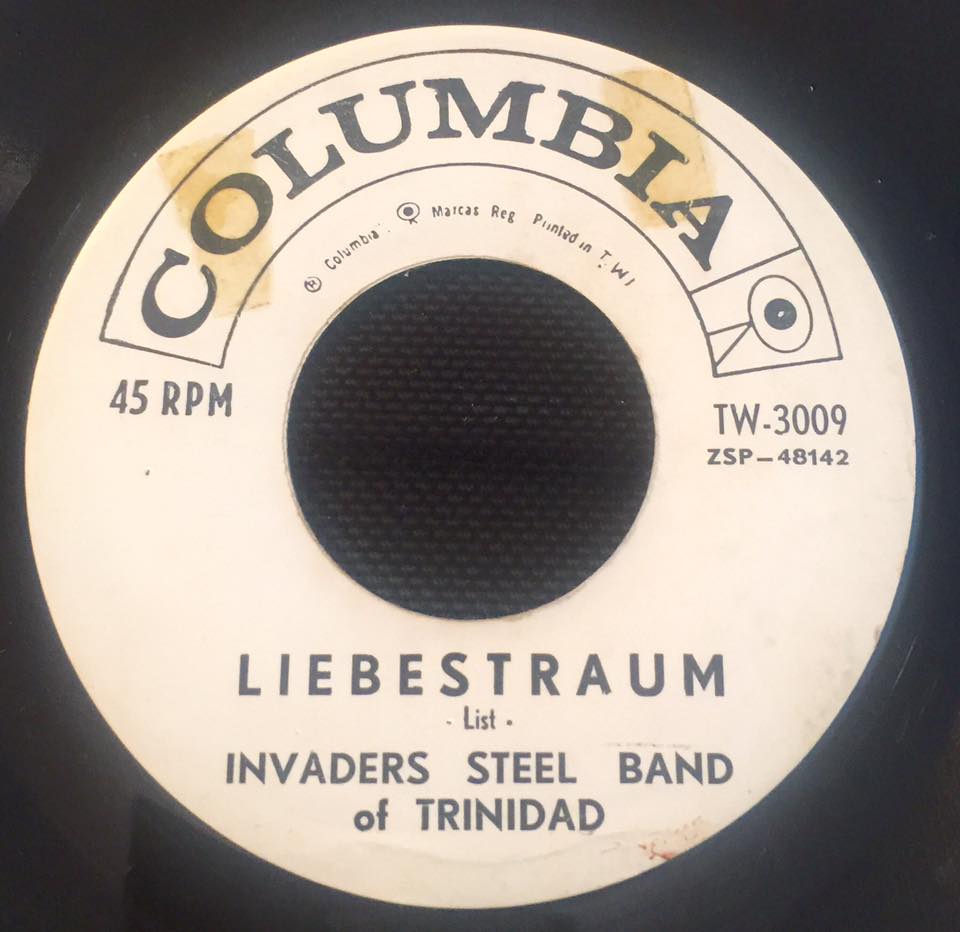 COLUMBIA
® Columbia. Marcas Reg Printed in T.W.I
45 RPM
TW-3009
ZSP-48142
LIEBESTRAUM
- List -
INVADERS STEEL BAND
of TRINIDAD